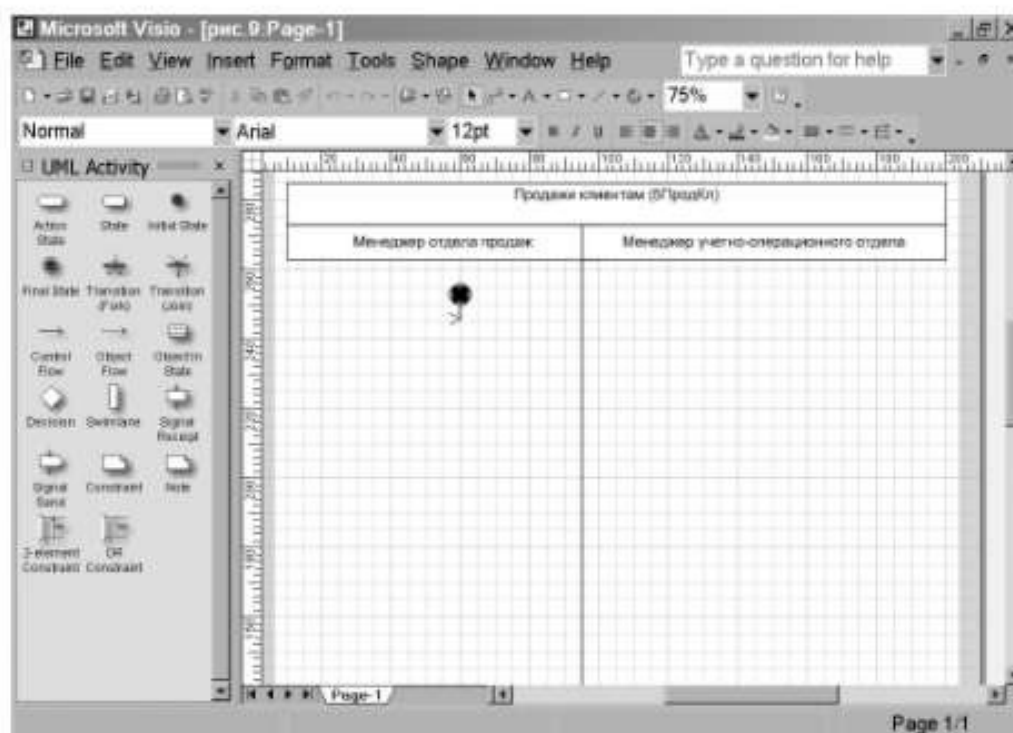 Microsoft Visio - [рис.9:Page-1]
File Edit View Insert Format Tools Shape Window Help
Type a question for help
75%
Normal
Arial
12pt
UML Activity
Action State
State
Initial State
Final State
Transition (Fork)
Transition (Join)
Control Flow
Object Flow
Object in State
Decision
Swimlane
Signal Receipt
Signal Send
Constraint
Note
2-element Constraint
OR Constraint
Продажи клиентам (БПродКл)
Менеджер отдела продаж
Менеджер учетно-операционного отдела
Page-1
Page 1/1